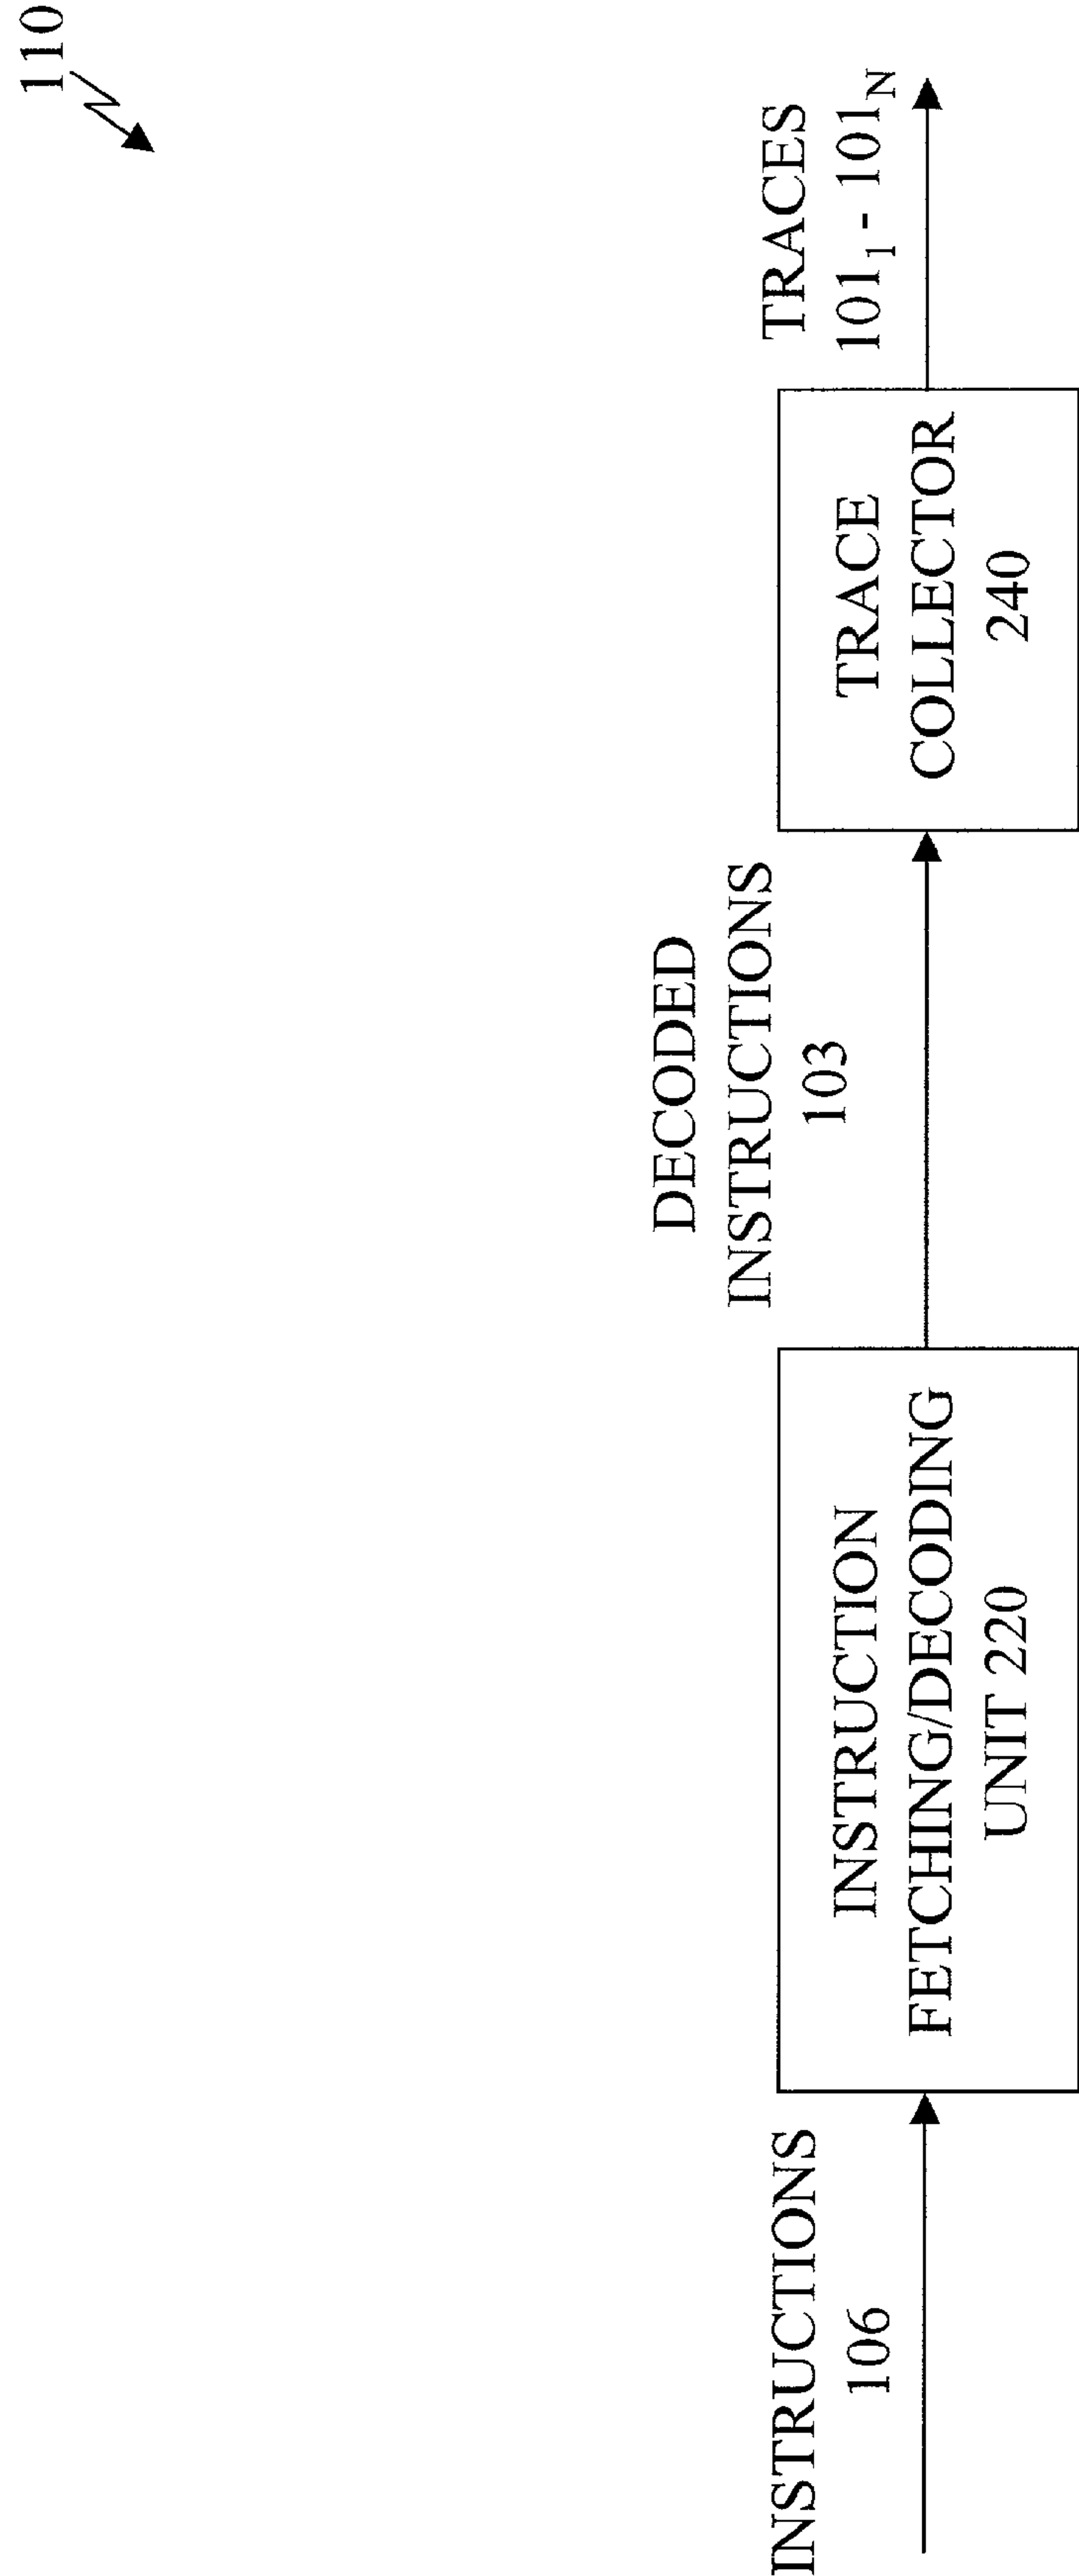 110
INSTRUCTIONS
106
INSTRUCTION
FETCHING/DECODING
UNIT 220
DECODED
INSTRUCTIONS
103
TRACE
COLLECTOR
240
TRACES
101₁ - 101N